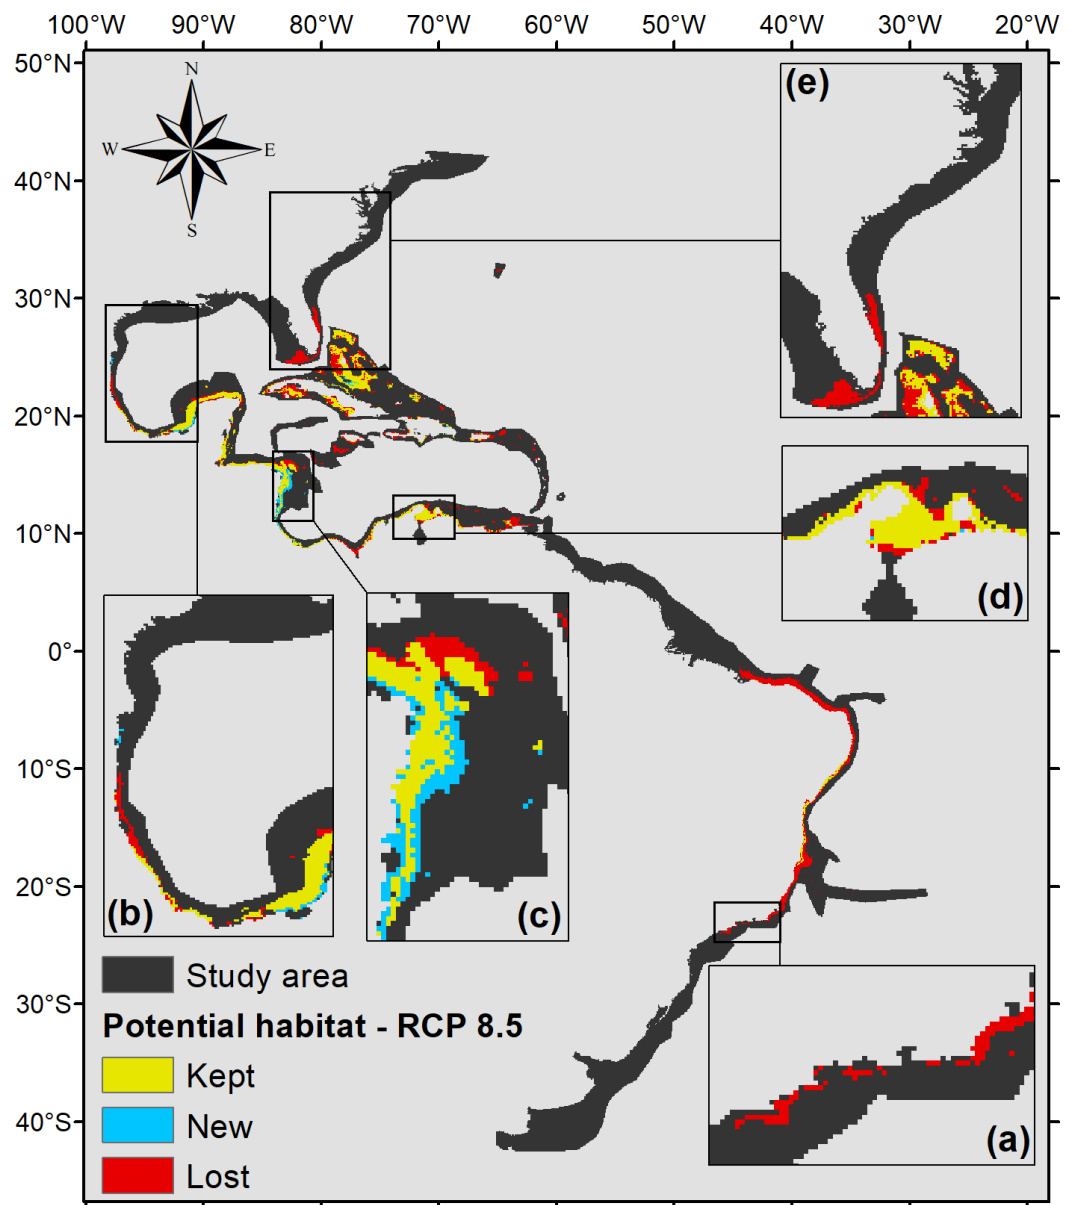 100°W 90°W 80°W 70°W 60°W 50°W 40°W 30°W 20°W
50°N
40°N
30°N
20°N
10°N
0°
10°S
20°S
30°S
40°S
N
W E
S
(e)
(d)
(b)
(c)
(a)
Study area
Potential habitat - RCP 8.5
Kept
New
Lost